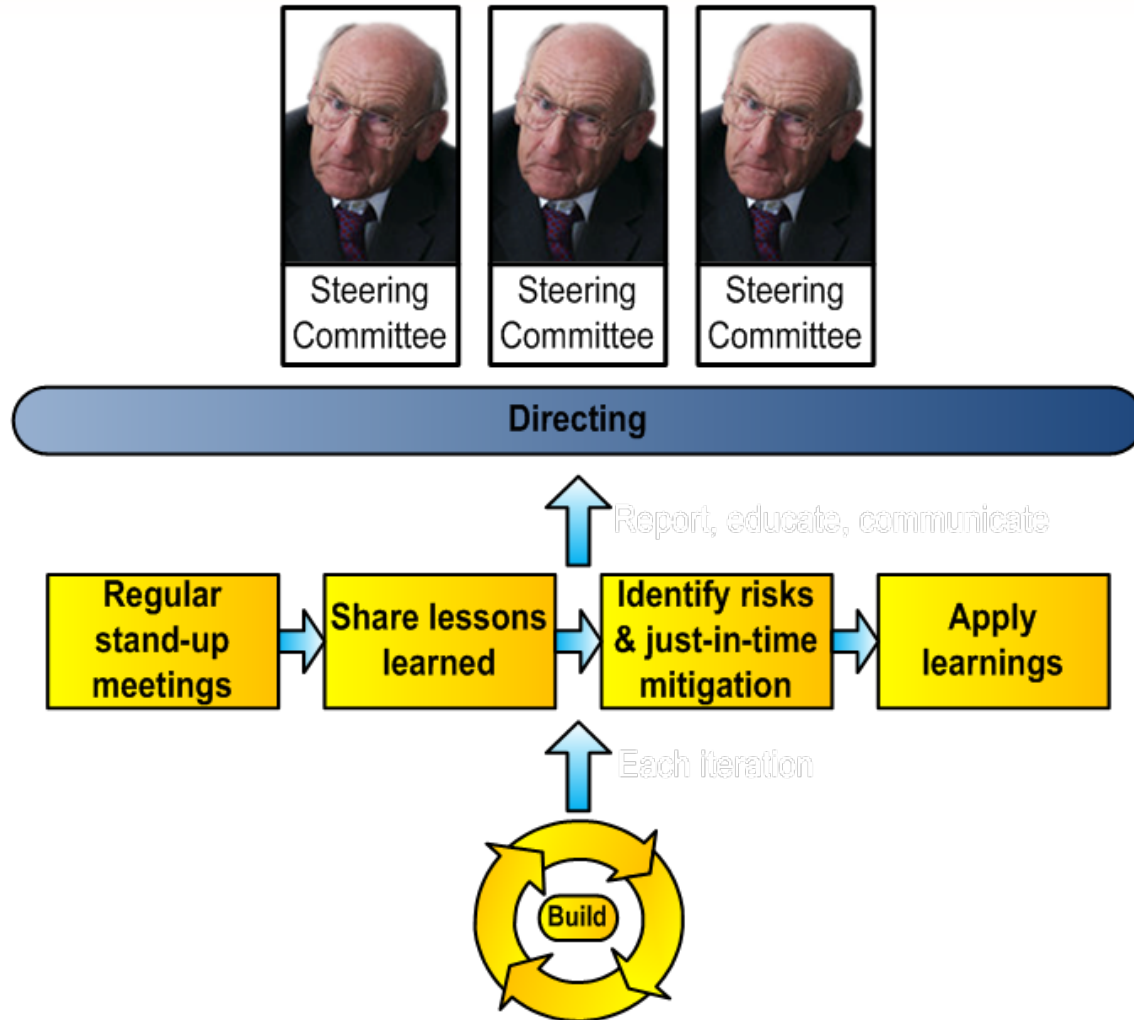 Steering
Committee
Steering
Committee
Steering
Committee
Directing
Report, educate, communicate
Regular
stand-up
meetings
Share lessons
learned
Identify risks
& just-in-time
mitigation
Apply
learnings
Each iteration
Build